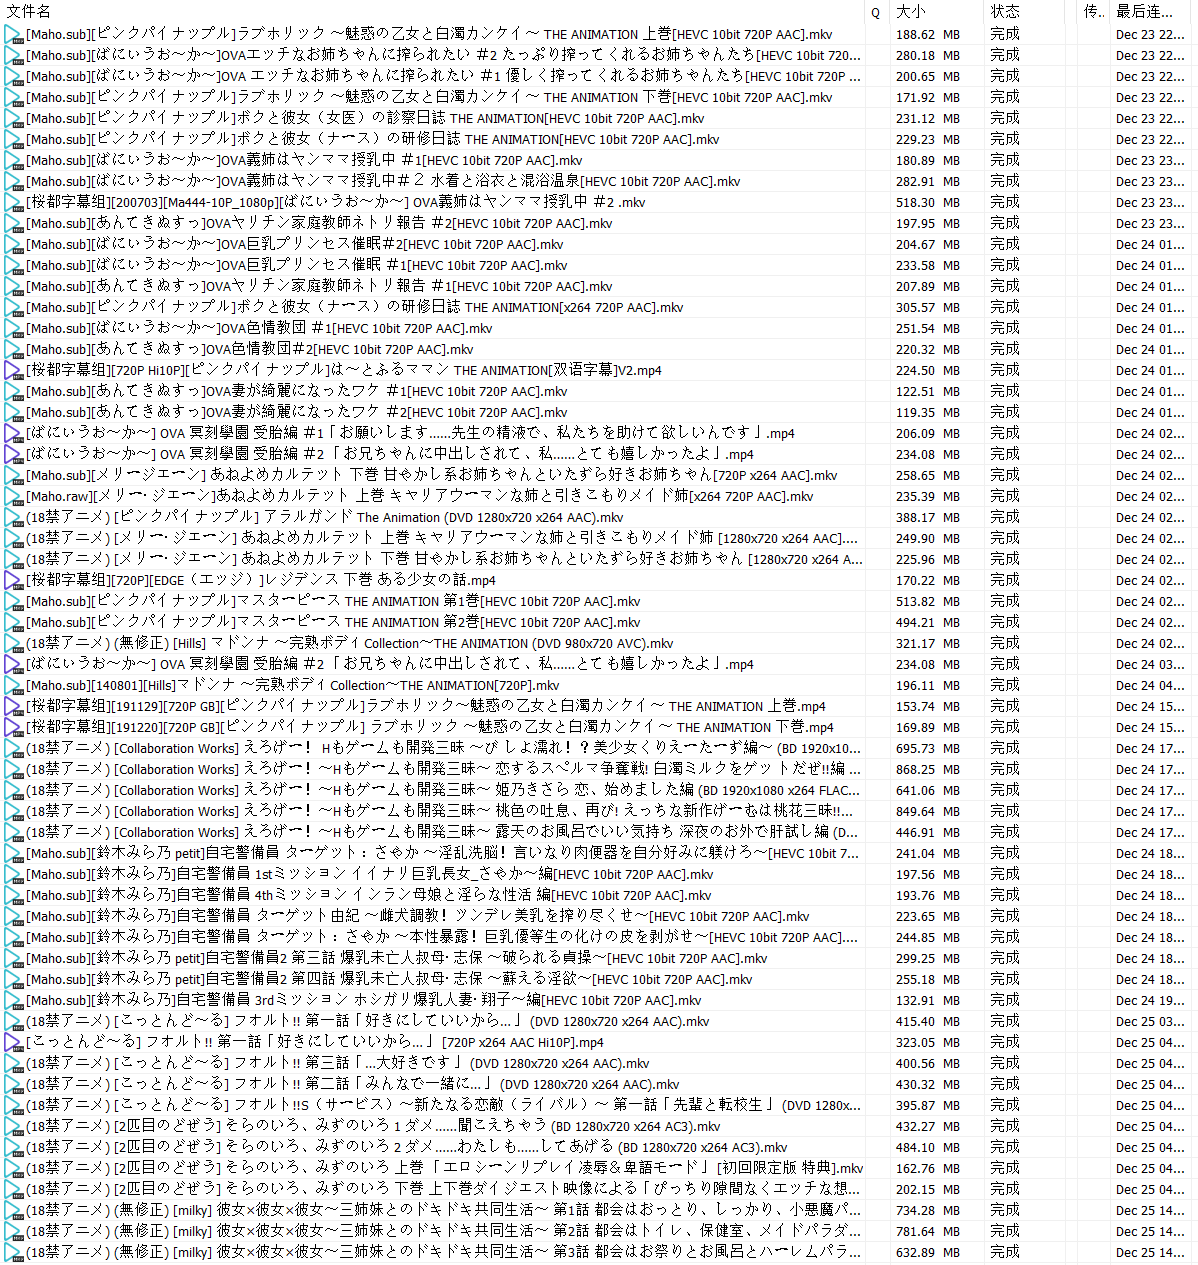 文件名 Q 大小 状态 传.. 最后连...
[Maho.sub][ピンクパイナップル]ラブホリック ～魅惑の乙女と白濁カンケイ～ THE ANIMATION 上巻[HEVC 10bit 720P AAC].mkv 188.62 MB 完成 Dec 23 22...
[Maho.sub][ばにぃうぉ～か～]OVAエッチなお姉ちゃんに搾られたい ＃2 たっぷり搾ってくれるお姉ちゃんたち[HEVC 10bit 720... 280.18 MB 完成 Dec 23 22...
[Maho.sub][ばにぃうぉ～か～]OVA エッチなお姉ちゃんに搾られたい ＃1 優しく搾ってくれるお姉ちゃんたち[HEVC 10bit 720P ... 200.65 MB 完成 Dec 23 22...
[Maho.sub][ピンクパイナップル]ラブホリック ～魅惑の乙女と白濁カンケイ～ THE ANIMATION 下巻[HEVC 10bit 720P AAC].mkv 171.92 MB 完成 Dec 23 22...
[Maho.sub][ピンクパイナップル]ボクと彼女（女医）の診察日誌 THE ANIMATION[HEVC 10bit 720P AAC].mkv 231.12 MB 完成 Dec 23 22...
[Maho.sub][ピンクパイナップル]ボクと彼女（ナース）の研修日誌 THE ANIMATION[HEVC 10bit 720P AAC].mkv 229.23 MB 完成 Dec 23 22...
[Maho.sub][ばにぃうぉ～か～]OVA義姉はヤンママ授乳中 ＃1[HEVC 10bit 720P AAC].mkv 180.89 MB 完成 Dec 23 23...
[Maho.sub][ばにぃうぉ～か～]OVA義姉はヤンママ授乳中＃２ 水着と浴衣と混浴温泉[HEVC 10bit 720P AAC].mkv 282.91 MB 完成 Dec 23 23...
[桜都字幕组][200703][Ma444-10P_1080p][ばにぃうぉ～か～] OVA義姉はヤンママ授乳中 ＃2 .mkv 518.30 MB 完成 Dec 23 23...
[Maho.sub][あんてきぬすっ]OVAヤリチン家庭教師ネトリ報告 ＃2[HEVC 10bit 720P AAC].mkv 197.95 MB 完成 Dec 23 23...
[Maho.sub][ばにぃうぉ～か～]OVA巨乳プリンセス催眠＃2[HEVC 10bit 720P AAC].mkv 204.67 MB 完成 Dec 24 01...
[Maho.sub][ばにぃうぉ～か～]OVA巨乳プリンセス催眠 ＃1[HEVC 10bit 720P AAC].mkv 233.58 MB 完成 Dec 24 01...
[Maho.sub][あんてきぬすっ]OVAヤリチン家庭教師ネトリ報告 ＃1[HEVC 10bit 720P AAC].mkv 207.89 MB 完成 Dec 24 01...
[Maho.sub][ピンクパイナップル]ボクと彼女（ナース）の研修日誌 THE ANIMATION[x264 720P AAC].mkv 305.57 MB 完成 Dec 24 01...
[Maho.sub][ばにぃうぉ～か～]OVA色情教団 ＃1[HEVC 10bit 720P AAC].mkv 251.54 MB 完成 Dec 24 01...
[Maho.sub][あんてきぬすっ]OVA色情教団＃2[HEVC 10bit 720P AAC].mkv 220.32 MB 完成 Dec 24 01...
[桜都字幕组][720P Hi10P][ピンクパイナップル]は～とふるママン THE ANIMATION[双语字幕]V2.mp4 224.50 MB 完成 Dec 24 01...
[Maho.sub][あんてきぬすっ]OVA妻が綺麗になったワケ ＃1[HEVC 10bit 720P AAC].mkv 122.51 MB 完成 Dec 24 01...
[Maho.sub][あんてきぬすっ]OVA妻が綺麗になったワケ ＃2[HEVC 10bit 720P AAC].mkv 119.35 MB 完成 Dec 24 01...
[ばにぃうぉ～か～] OVA 冥刻學園 受胎編 ＃1「お願いします……先生の精液で、私たちを助けて欲しいんです」.mp4 206.09 MB 完成 Dec 24 02...
[ばにぃうぉ～か～] OVA 冥刻學園 受胎編 ＃2 「お兄ちゃんに中出しされて、私……とても嬉しかったよ」.mp4 234.08 MB 完成 Dec 24 02...
[Maho.sub][メリージェーン] あねよめカルテット 下巻 甘やかし系お姉ちゃんといたずら好きお姉ちゃん[720P x264 AAC].mkv 258.65 MB 完成 Dec 24 02...
[Maho.raw][メリー・ジェーン]あねよめカルテット 上巻 キャリアウーマンな姉と引きこもりメイド姉[x264 720P AAC].mkv 235.39 MB 完成 Dec 24 02...
(18禁アニメ) [ピンクパイナップル] アラルガンド The Animation (DVD 1280x720 x264 AAC).mkv 388.17 MB 完成 Dec 24 02...
(18禁アニメ) [メリー・ジェーン] あねよめカルテット 上巻 キャリアウーマンな姉と引きこもりメイド姉 [1280x720 x264 AAC].... 249.90 MB 完成 Dec 24 02...
(18禁アニメ) [メリー・ジェーン] あねよめカルテット 下巻 甘やかし系お姉ちゃんといたずら好きお姉ちゃん [1280x720 x264 A... 225.96 MB 完成 Dec 24 02...
[桜都字幕组][720P][EDGE（エッジ）]レジデンス 下巻 ある少女の話.mp4 170.22 MB 完成 Dec 24 02...
[Maho.sub][ピンクパイナップル]マスターピース THE ANIMATION 第1巻[HEVC 10bit 720P AAC].mkv 513.82 MB 完成 Dec 24 02...
[Maho.sub][ピンクパイナップル]マスターピース THE ANIMATION 第2巻[HEVC 10bit 720P AAC].mkv 494.21 MB 完成 Dec 24 02...
(18禁アニメ) (無修正) [Hills] マドンナ ～完熟ボディCollection～THE ANIMATION (DVD 980x720 AVC).mkv 321.17 MB 完成 Dec 24 02...
[ばにぃうぉ～か～] OVA 冥刻學園 受胎編 ＃2 「お兄ちゃんに中出しされて、私……とても嬉しかったよ」.mp4 234.08 MB 完成 Dec 24 03...
[Maho.sub][140801][Hills]マドンナ ～完熟ボディCollection～THE ANIMATION[720P].mkv 196.11 MB 完成 Dec 24 04...
[桜都字幕组][191129][720P GB][ピンクパイナップル]ラブホリック～魅惑の乙女と白濁カンケイ～ THE ANIMATION 上巻.mp4 153.74 MB 完成 Dec 24 15...
[桜都字幕组][191220][720P GB][ピンクパイナップル] ラブホリック ～魅惑の乙女と白濁カンケイ～ THE ANIMATION 下巻.mp4 169.89 MB 完成 Dec 24 15...
(18禁アニメ) [Collaboration Works] えろげー！ Hもゲームも開発三昧 ～びしょ濡れ！？美少女くりえーたーず編～ (BD 1920x10... 695.73 MB 完成 Dec 24 17...
(18禁アニメ) [Collaboration Works] えろげー！～Hもゲームも開発三昧～ 恋するスペルマ争奪戦! 白濁ミルクをゲットだぜ!!編 ... 868.25 MB 完成 Dec 24 17...
(18禁アニメ) [Collaboration Works] えろげー！～Hもゲームも開発三昧～ 姫乃きさら 恋、始めました編 (BD 1920x1080 x264 FLAC... 641.06 MB 完成 Dec 24 17...
(18禁アニメ) [Collaboration Works] えろげー！～Hもゲームも開発三昧～ 桃色の吐息、再び! えっちな新作げーむは桃花三昧!!... 849.64 MB 完成 Dec 24 17...
(18禁アニメ) [Collaboration Works] えろげー！～Hもゲームも開発三昧～ 露天のお風呂でいい気持ち 深夜のお外で肝試し編 (D... 446.91 MB 完成 Dec 24 17...
[Maho.sub][鈴木みら乃 petit]自宅警備員 ターゲット：さやか ～淫乱洗脳！言いなり肉便器を自分好みに躾けろ～[HEVC 10bit 7... 241.04 MB 完成 Dec 24 18...
[Maho.sub][鈴木みら乃]自宅警備員 1stミッション イイナリ巨乳長女_さやか～編[HEVC 10bit 720P AAC].mkv 197.56 MB 完成 Dec 24 18...
[Maho.sub][鈴木みら乃]自宅警備員 4thミッション インラン母娘と淫らな性活 編[HEVC 10bit 720P AAC].mkv 193.76 MB 完成 Dec 24 18...
[Maho.sub][鈴木みら乃]自宅警備員 ターゲット由紀 ～雌犬調教！ツンデレ美乳を搾り尽くせ～[HEVC 10bit 720P AAC].mkv 223.65 MB 完成 Dec 24 18...
[Maho.sub][鈴木みら乃]自宅警備員 ターゲット：さやか ～本性暴露！巨乳優等生の化けの皮を剥がせ～[HEVC 10bit 720P AAC].... 244.85 MB 完成 Dec 24 18...
[Maho.sub][鈴木みら乃 petit]自宅警備員2 第三話 爆乳未亡人叔母・志保 ～破られる貞操～[HEVC 10bit 720P AAC].mkv 299.25 MB 完成 Dec 24 18...
[Maho.sub][鈴木みら乃 petit]自宅警備員2 第四話 爆乳未亡人叔母・志保 ～蘇える淫欲～[HEVC 10bit 720P AAC].mkv 255.18 MB 完成 Dec 24 18...
[Maho.sub][鈴木みら乃]自宅警備員 3rdミッション ホシガリ爆乳人妻・翔子～編[HEVC 10bit 720P AAC].mkv 132.91 MB 完成 Dec 24 19...
(18禁アニメ) [こっとんど～る] フォルト!! 第一話「好きにしていいから…」 (DVD 1280x720 x264 AAC).mkv 415.40 MB 完成 Dec 25 03...
[こっとんど～る] フォルト!! 第一話「好きにしていいから…」 [720P x264 AAC Hi10P].mp4 323.05 MB 完成 Dec 25 04...
(18禁アニメ) [こっとんど～る] フォルト!! 第三話「…大好きです」 (DVD 1280x720 x264 AAC).mkv 400.56 MB 完成 Dec 25 04...
(18禁アニメ) [こっとんど～る] フォルト!! 第二話「みんなで一緒に…」 (DVD 1280x720 x264 AAC).mkv 430.32 MB 完成 Dec 25 04...
(18禁アニメ) [こっとんど～る] フォルト!!S（サービス）～新たなる恋敵（ライバル）～ 第一話「先輩と転校生」 (DVD 1280x... 395.87 MB 完成 Dec 25 04...
(18禁アニメ) [2匹目のどぜう] そらのいろ、みずのいろ 1 ダメ……聞こえちゃう (BD 1280x720 x264 AC3).mkv 432.27 MB 完成 Dec 25 04...
(18禁アニメ) [2匹目のどぜう] そらのいろ、みずのいろ 2 ダメ……わたしも……してあげる (BD 1280x720 x264 AC3).mkv 484.10 MB 完成 Dec 25 04...
(18禁アニメ) [2匹目のどぜう] そらのいろ、みずのいろ 上巻 「エロシーンリプレイ凌辱＆卑語モード」 [初回限定版 特典].mkv 162.76 MB 完成 Dec 25 04...
(18禁アニメ) [2匹目のどぜう] そらのいろ、みずのいろ 下巻 上下巻ダイジェスト映像による「ぴっちり隙間なくエッチな想... 202.15 MB 完成 Dec 25 04...
(18禁アニメ) (無修正) [milky] 彼女×彼女×彼女～三姉妹とのドキドキ共同生活～ 第1話 都会はおっとり、しっかり、小悪魔パ... 734.28 MB 完成 Dec 25 14...
(18禁アニメ) (無修正) [milky] 彼女×彼女×彼女～三姉妹とのドキドキ共同生活～ 第2話 都会はトイレ、保健室、メイドパラダ... 781.64 MB 完成 Dec 25 14...
(18禁アニメ) (無修正) [milky] 彼女×彼女×彼女～三姉妹とのドキドキ共同生活～ 第3話 都会はお祭りとお風呂とハーレムパラ... 632.89 MB 完成 Dec 25 14...